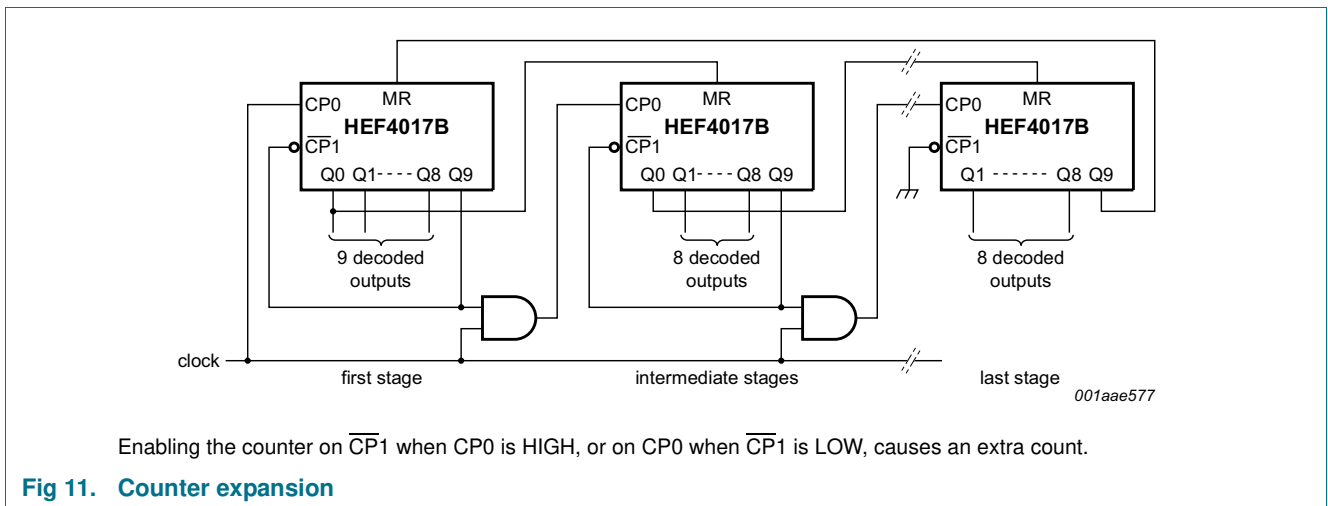 CP0 MR
HEF4017B
CP1
Q0 Q1 - - - - Q8 Q9
9 decoded
outputs
CP0 MR
HEF4017B
CP1
Q0 Q1 - - - - Q8 Q9
8 decoded
outputs
CP0 MR
HEF4017B
CP1
Q1 - - - - - - Q8 Q9
8 decoded
outputs
clock
first stage
intermediate stages
last stage
001aae577
Enabling the counter on C̅P̅1 when CP0 is HIGH, or on CP0 when C̅P̅1 is LOW, causes an extra count.
Fig 11. Counter expansion